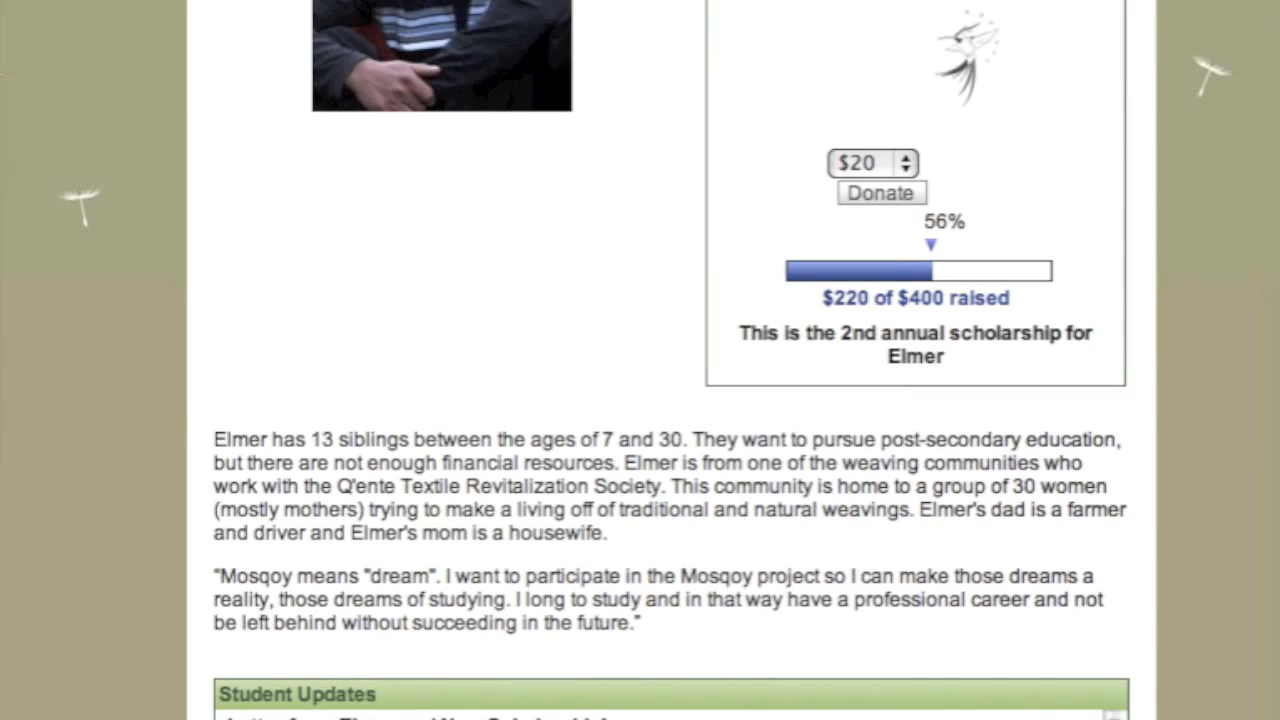 $20
Donate
56%
$220 of $400 raised
This is the 2nd annual scholarship for
Elmer
Elmer has 13 siblings between the ages of 7 and 30. They want to pursue post-secondary education,
but there are not enough financial resources. Elmer is from one of the weaving communities who
work with the Q'ente Textile Revitalization Society. This community is home to a group of 30 women
(mostly mothers) trying to make a living off of traditional and natural weavings. Elmer's dad is a farmer
and driver and Elmer's mom is a housewife.
"Mosqoy means "dream". I want to participate in the Mosqoy project so I can make those dreams a
reality, those dreams of studying. I long to study and in that way have a professional career and not
be left behind without succeeding in the future."
Student Updates